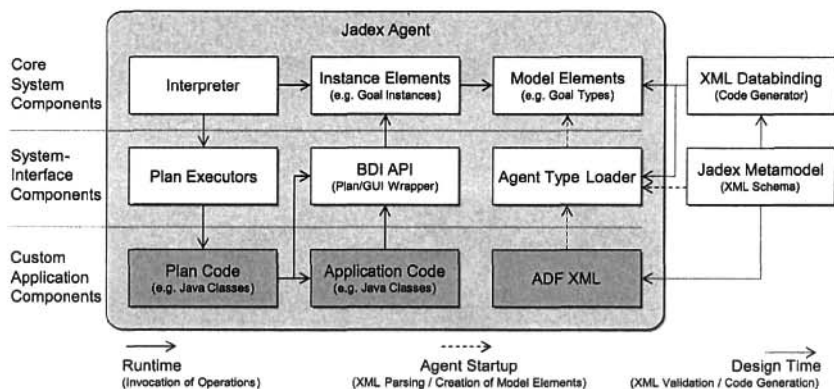 Jadex Agent
Core
System
Components
Interpreter
Instance Elements
(e.g. Goal Instances)
Model Elements
(e.g. Goal Types)
XML Databinding
(Code Generator)
System-
Interface
Components
Plan Executors
BDI API
(Plan/GUI Wrapper)
Agent Type Loader
Jadex Metamodel
(XML Schema)
Custom
Application
Components
Plan Code
(e.g. Java Classes)
Application Code
(e.g. Java Classes)
ADF XML
Runtime
(Invocation of Operations)
Agent Startup
(XML Parsing / Creation of Model Elements)
Design Time
(XML Validation / Code Generation)